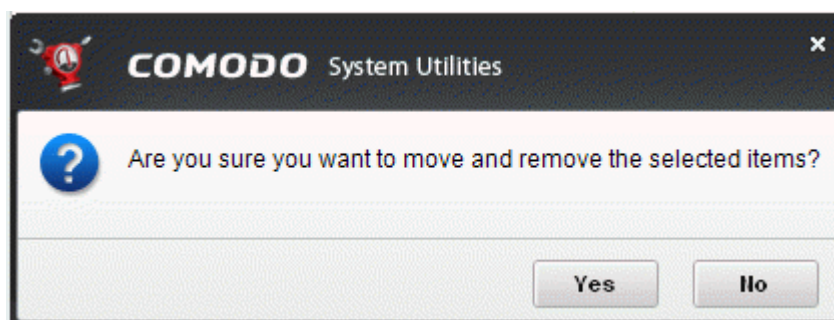 COMODO System Utilities
Are you sure you want to move and remove the selected items?
Yes No